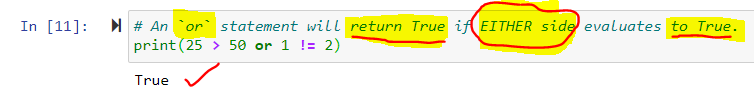 In [11]: # An `or` statement will return True if EITHER side evaluates to True.
print(25 > 50 or 1 != 2)
True